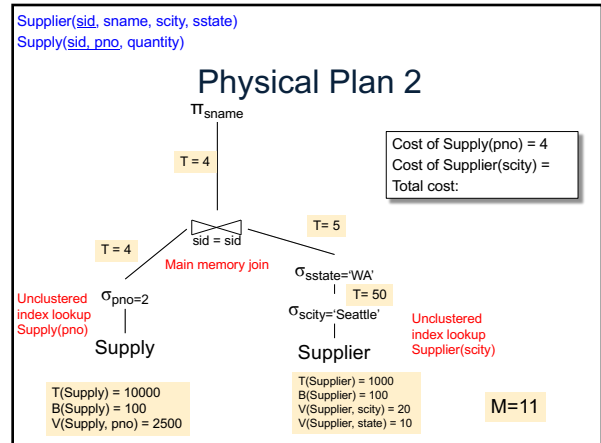 Supplier(sid, sname, scity, sstate)
Supply(sid, pno, quantity)
Physical Plan 2
πsname
Cost of Supply(pno) = 4
Cost of Supplier(scity) =
Total cost:
T = 4
sid = sid
T= 5
T = 4
Main memory join
σsstate='WA'
Unclustered
index lookup
Supply(pno)
σpno=2
T= 50
σscity='Seattle'
Unclustered
index lookup
Supplier(scity)
Supply
Supplier
T(Supply) = 10000
B(Supply) = 100
V(Supply, pno) = 2500
T(Supplier) = 1000
B(Supplier) = 100
V(Supplier, scity) = 20
V(Supplier, state) = 10
M=11